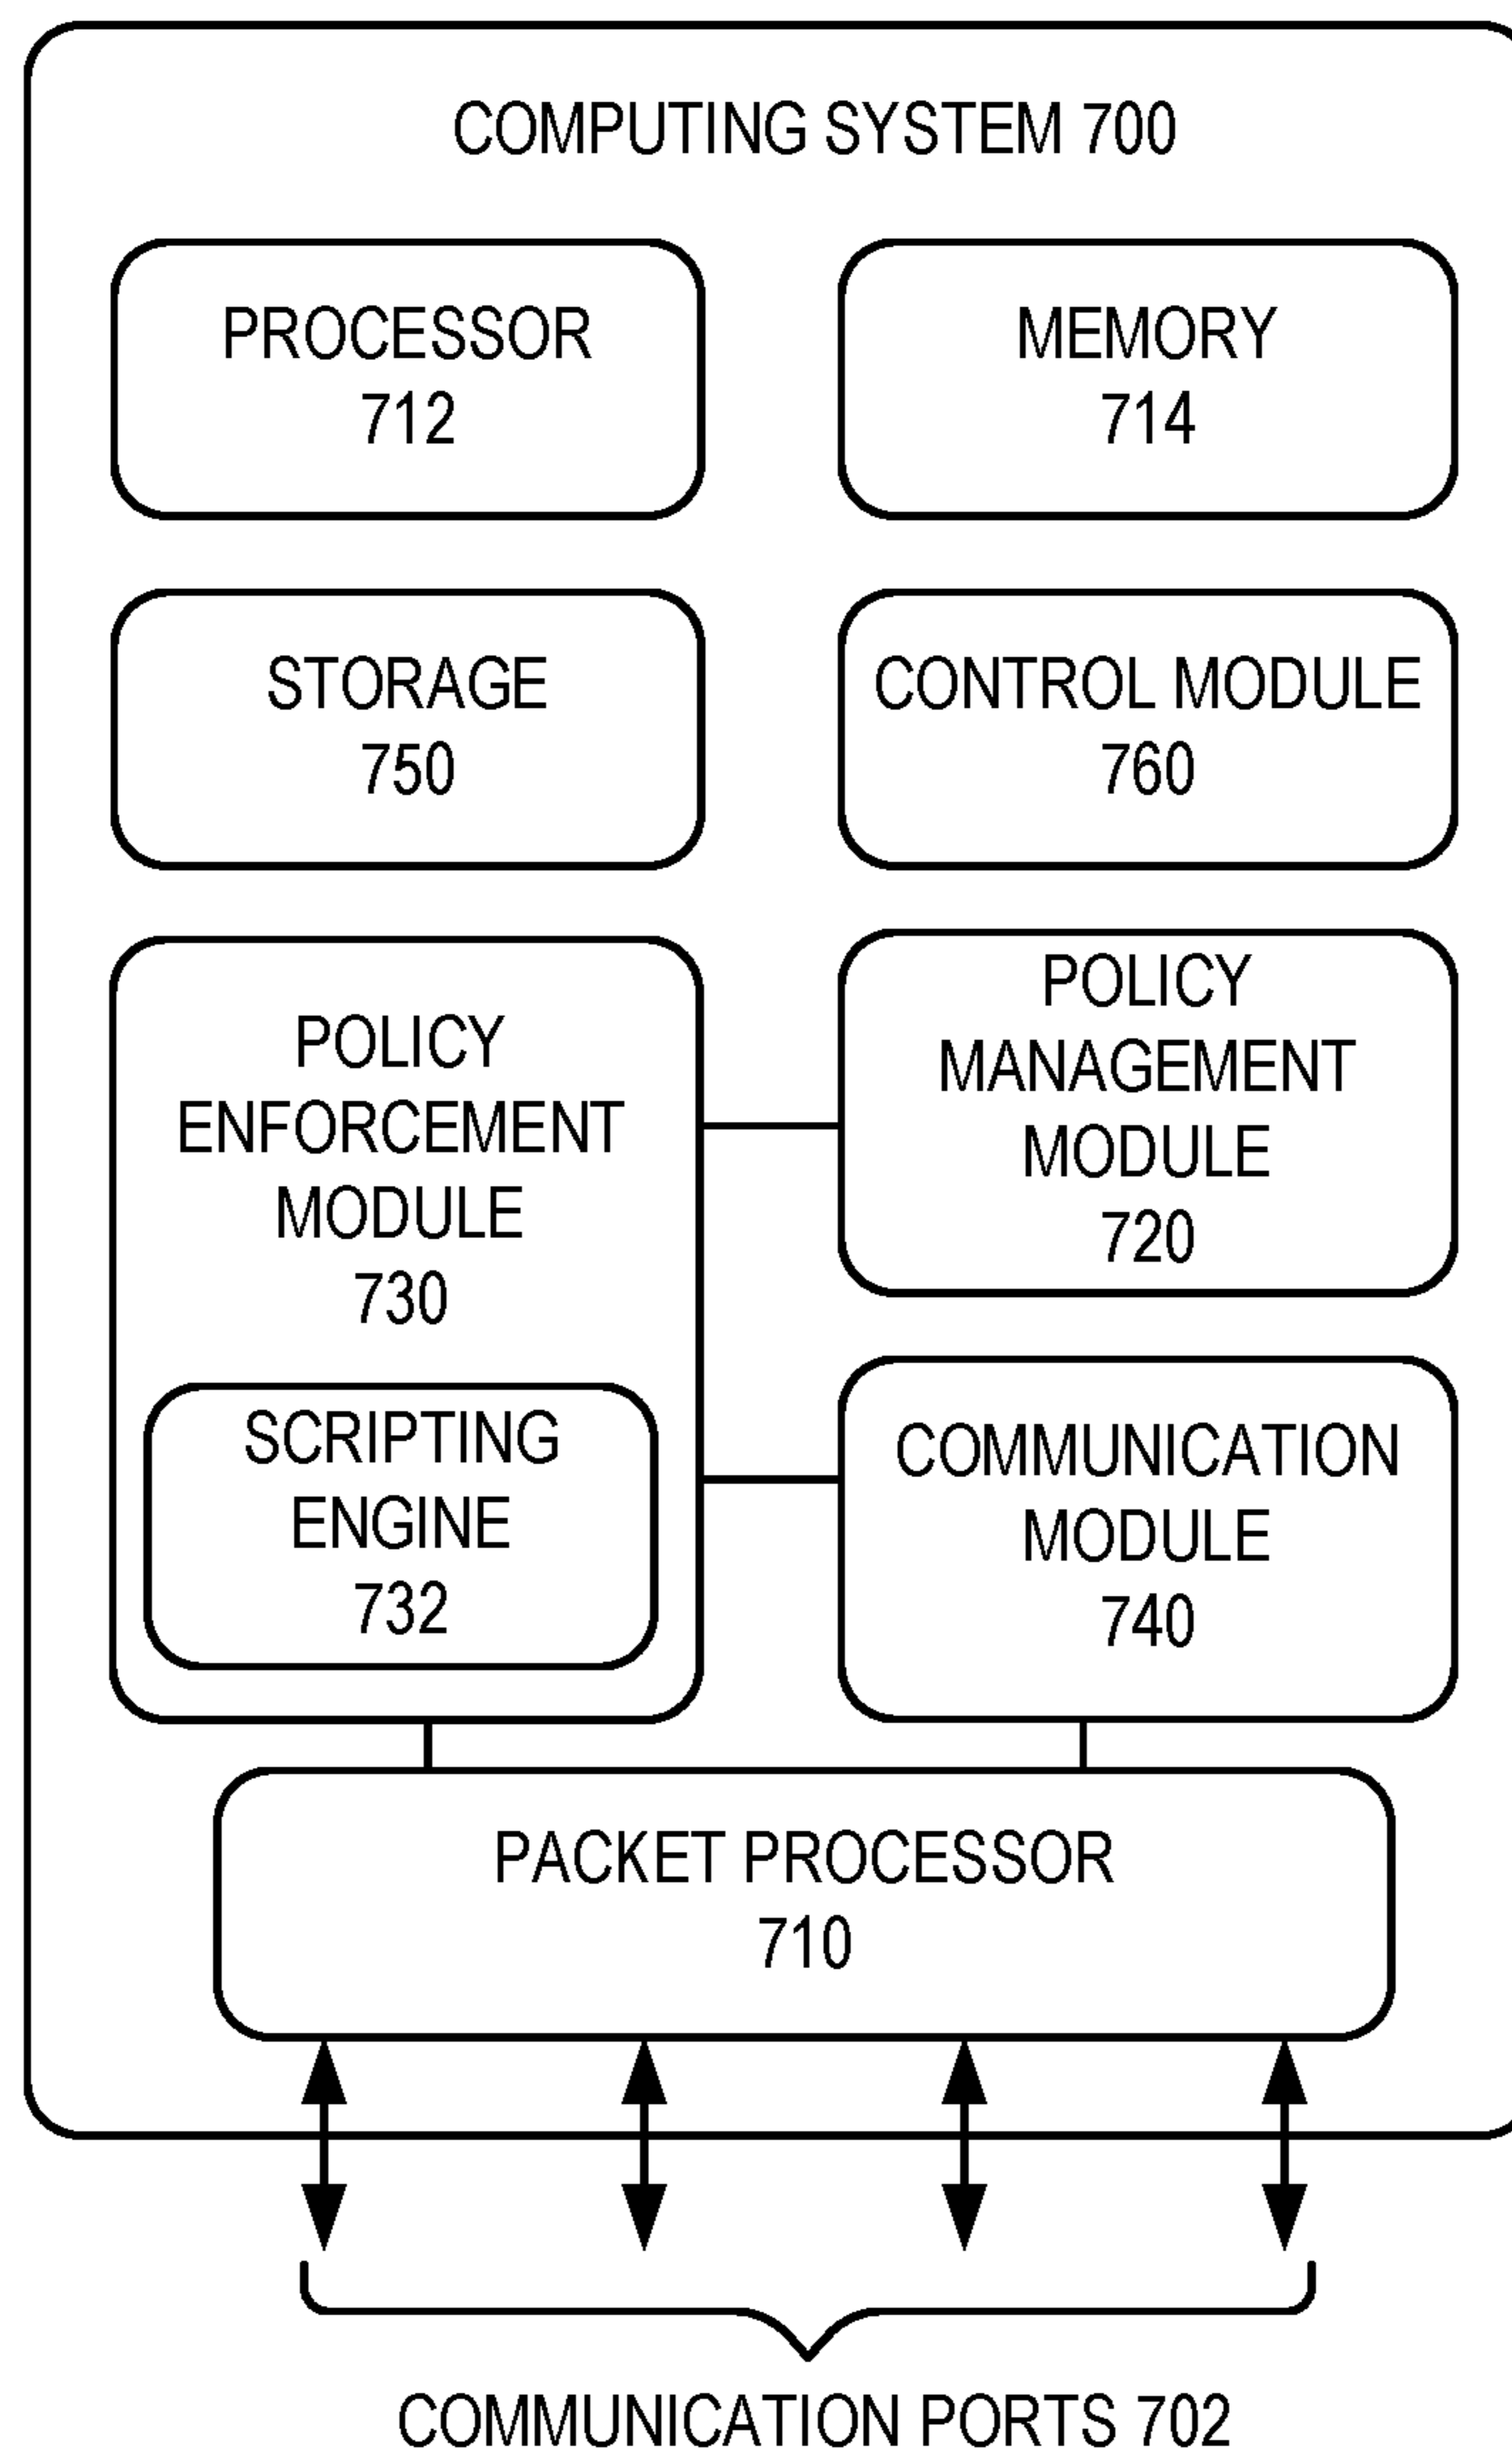 COMPUTING SYSTEM 700
PROCESSOR
712
MEMORY
714
STORAGE
750
CONTROL MODULE
760
POLICY
ENFORCEMENT
MODULE
730
SCRIPTING
ENGINE
732
POLICY
MANAGEMENT
MODULE
720
COMMUNICATION
MODULE
740
PACKET PROCESSOR
710
COMMUNICATION PORTS 702